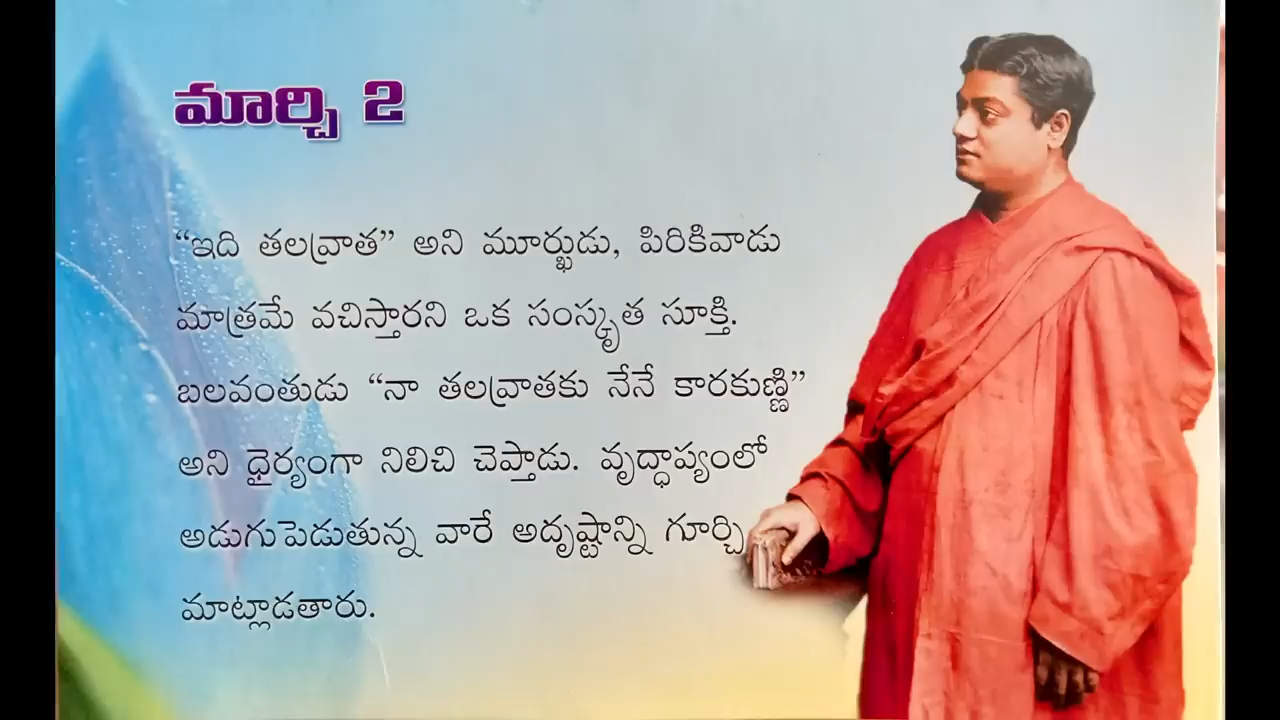 మార్చి 2
“ఇది తలవ్రాత” అని మూర్ఖుడు, పిరికివాడు
మాత్రమే వచిస్తారని ఒక సంస్కృత సూక్తి.
బలవంతుడు “నా తలవ్రాతకు నేనే కారకుణ్ణి”
అని ధైర్యంగా నిలిచి చెప్తాడు. వృద్ధాప్యంలో
అడుగుపెడుతున్న వారే అదృష్టాన్ని గూర్చి
మాట్లాడతారు.